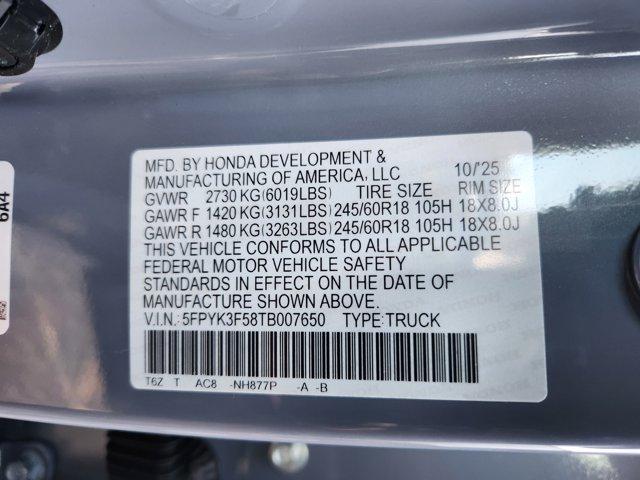 MFD. BY HONDA DEVELOPMENT &
MANUFACTURING OF AMERICA, LLC 10/'25
GVWR 2730 KG(6019LBS) TIRE SIZE RIM SIZE
GAWR F 1420 KG(3131LBS) 245/60R18 105H 18X8.0J
GAWR R 1480 KG(3263LBS) 245/60R18 105H 18X8.0J
THIS VEHICLE CONFORMS TO ALL APPLICABLE
FEDERAL MOTOR VEHICLE SAFETY
STANDARDS IN EFFECT ON THE DATE OF
MANUFACTURE SHOWN ABOVE.
V.I.N.: 5FPYK3F58TB007650 TYPE:TRUCK
T6Z T AC8 -NH877P -A -B
6A4